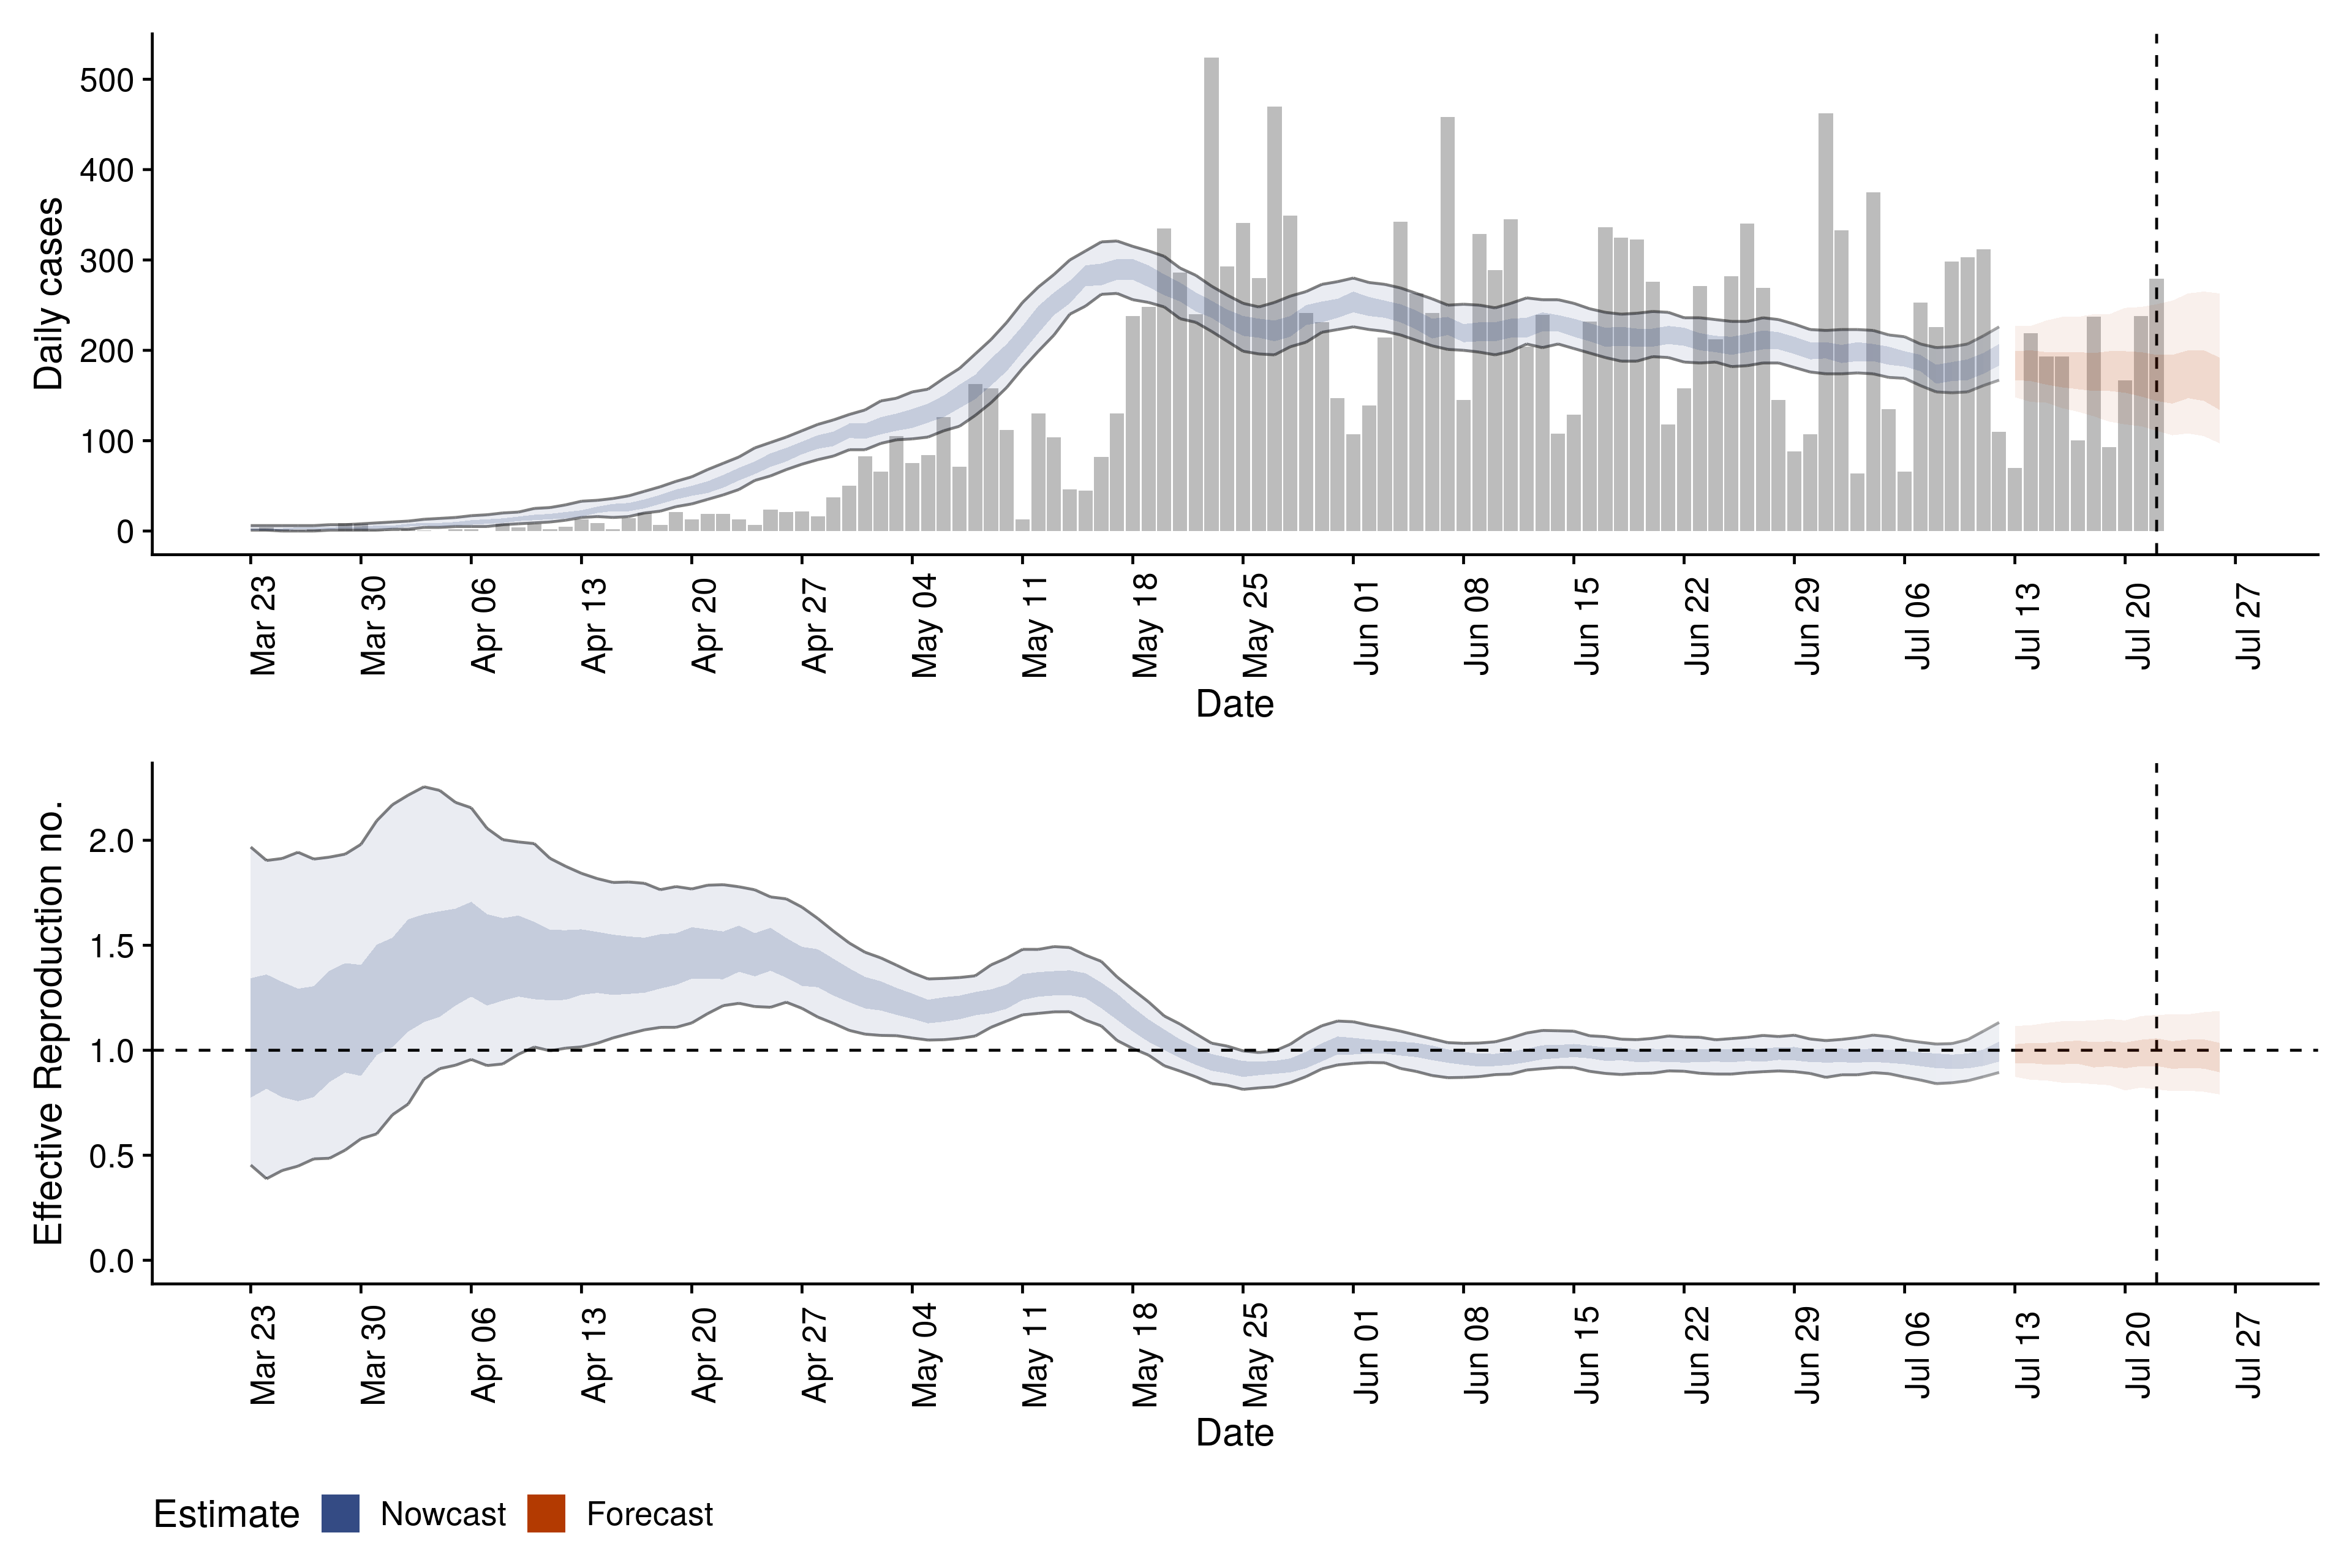 Daily cases
500
400
300
200
100
0
Mar 23
Mar 30
Apr 06
Apr 13
Apr 20
Apr 27
May 04
May 11
May 18
May 25
Jun 01
Jun 08
Jun 15
Jun 22
Jun 29
Jul 06
Jul 13
Jul 20
Jul 27
Date
Effective Reproduction no.
2.0
1.5
1.0
0.5
0.0
Mar 23
Mar 30
Apr 06
Apr 13
Apr 20
Apr 27
May 04
May 11
May 18
May 25
Jun 01
Jun 08
Jun 15
Jun 22
Jun 29
Jul 06
Jul 13
Jul 20
Jul 27
Date
Estimate Nowcast Forecast